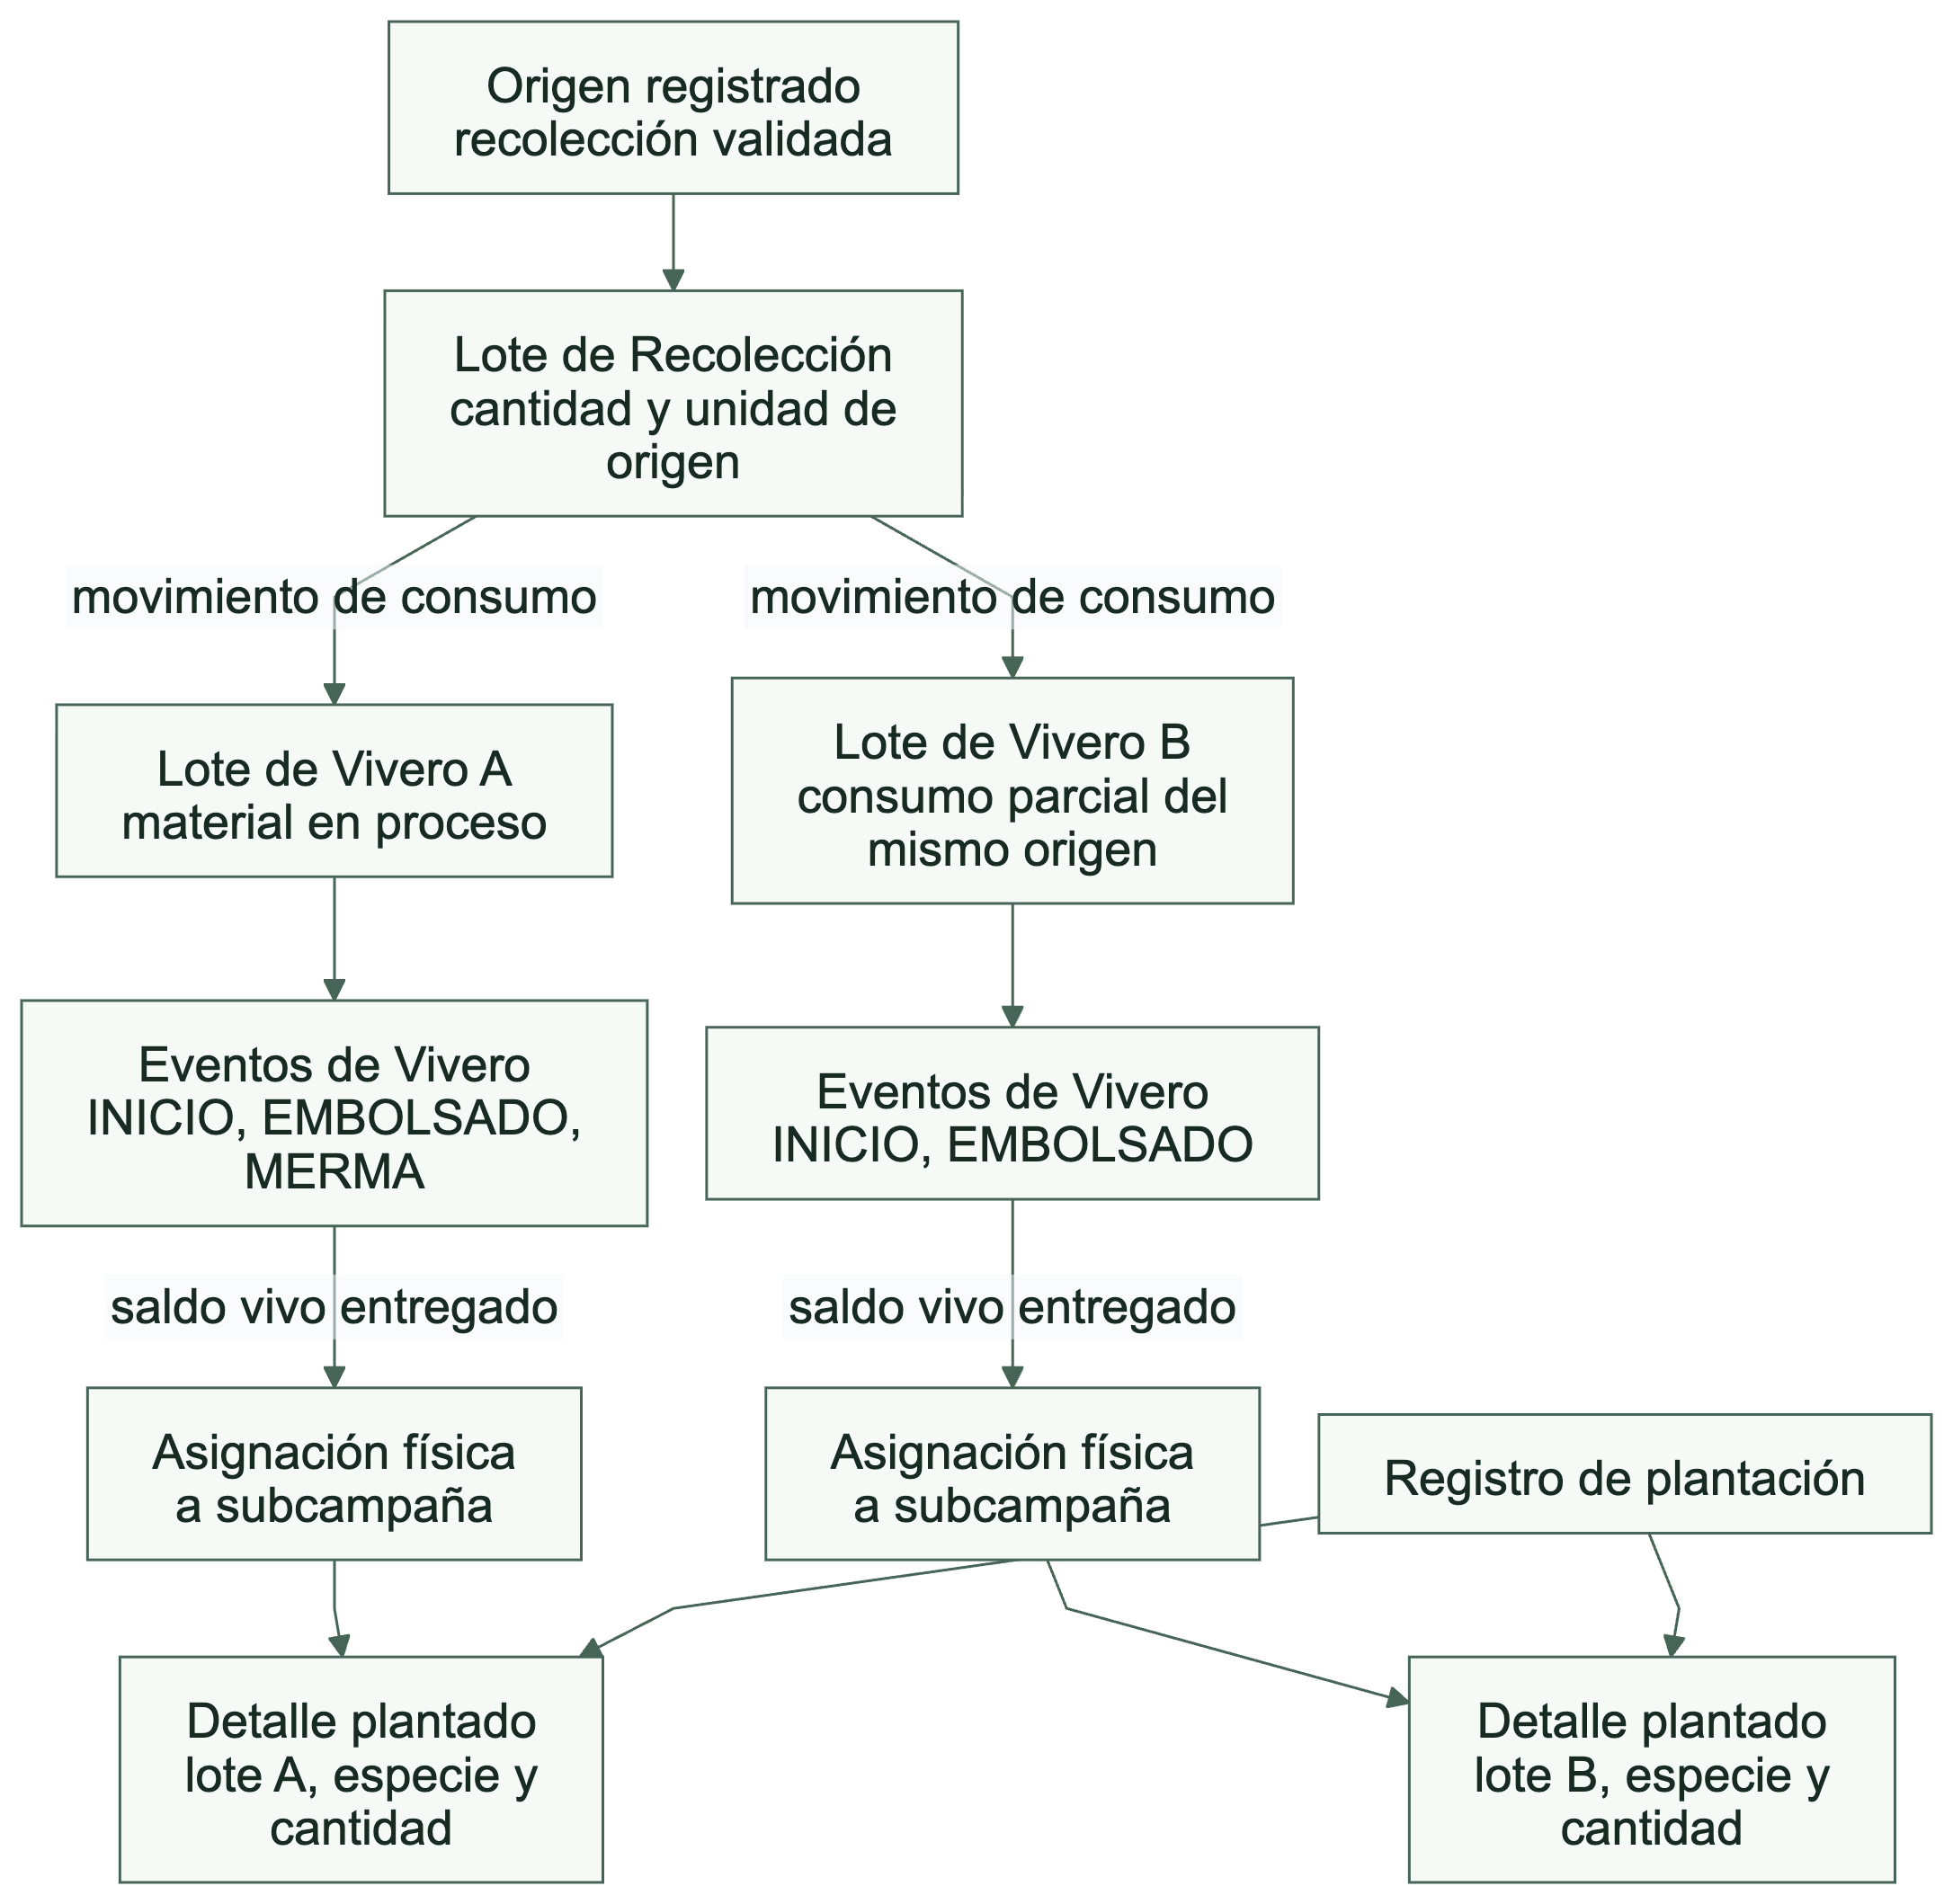 Origen registrado
recolección validada
Lote de Recolección
cantidad y unidad de
origen
movimiento de consumo
movimiento de consumo
Lote de Vivero A
material en proceso
Lote de Vivero B
consumo parcial del
mismo origen
Eventos de Vivero
INICIO, EMBOLSADO,
MERMA
Eventos de Vivero
INICIO, EMBOLSADO
saldo vivo entregado
saldo vivo entregado
Asignación física
a subcampaña
Asignación física
a subcampaña
Registro de plantación
Detalle plantado
lote A, especie y
cantidad
Detalle plantado
lote B, especie y
cantidad